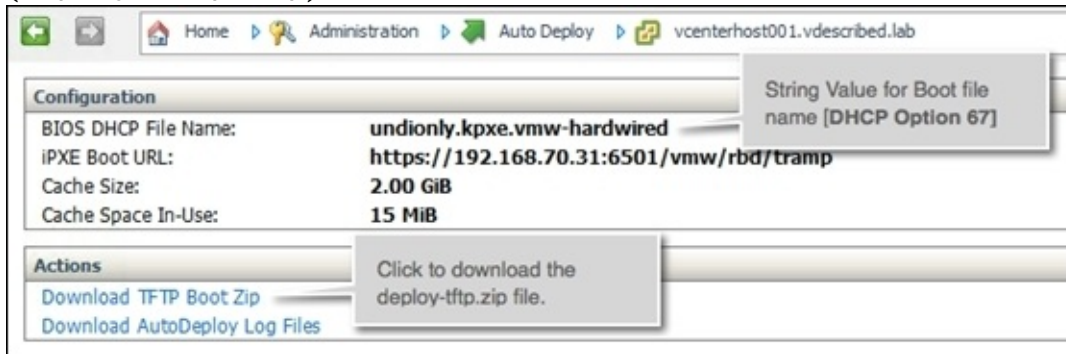 Home Administration Auto Deploy vcenterhost001.vdescribed.lab
Configuration
BIOS DHCP File Name: undionly.kpxe.vmw-hardwired
iPXE Boot URL: https://192.168.70.31:6501/vmw/rbd/tramp
Cache Size: 2.00 GiB
Cache Space In-Use: 15 MiB
String Value for Boot file
name [DHCP Option 67]
Actions
Download TFTP Boot Zip
Download AutoDeploy Log Files
Click to download the
deploy-tftp.zip file.